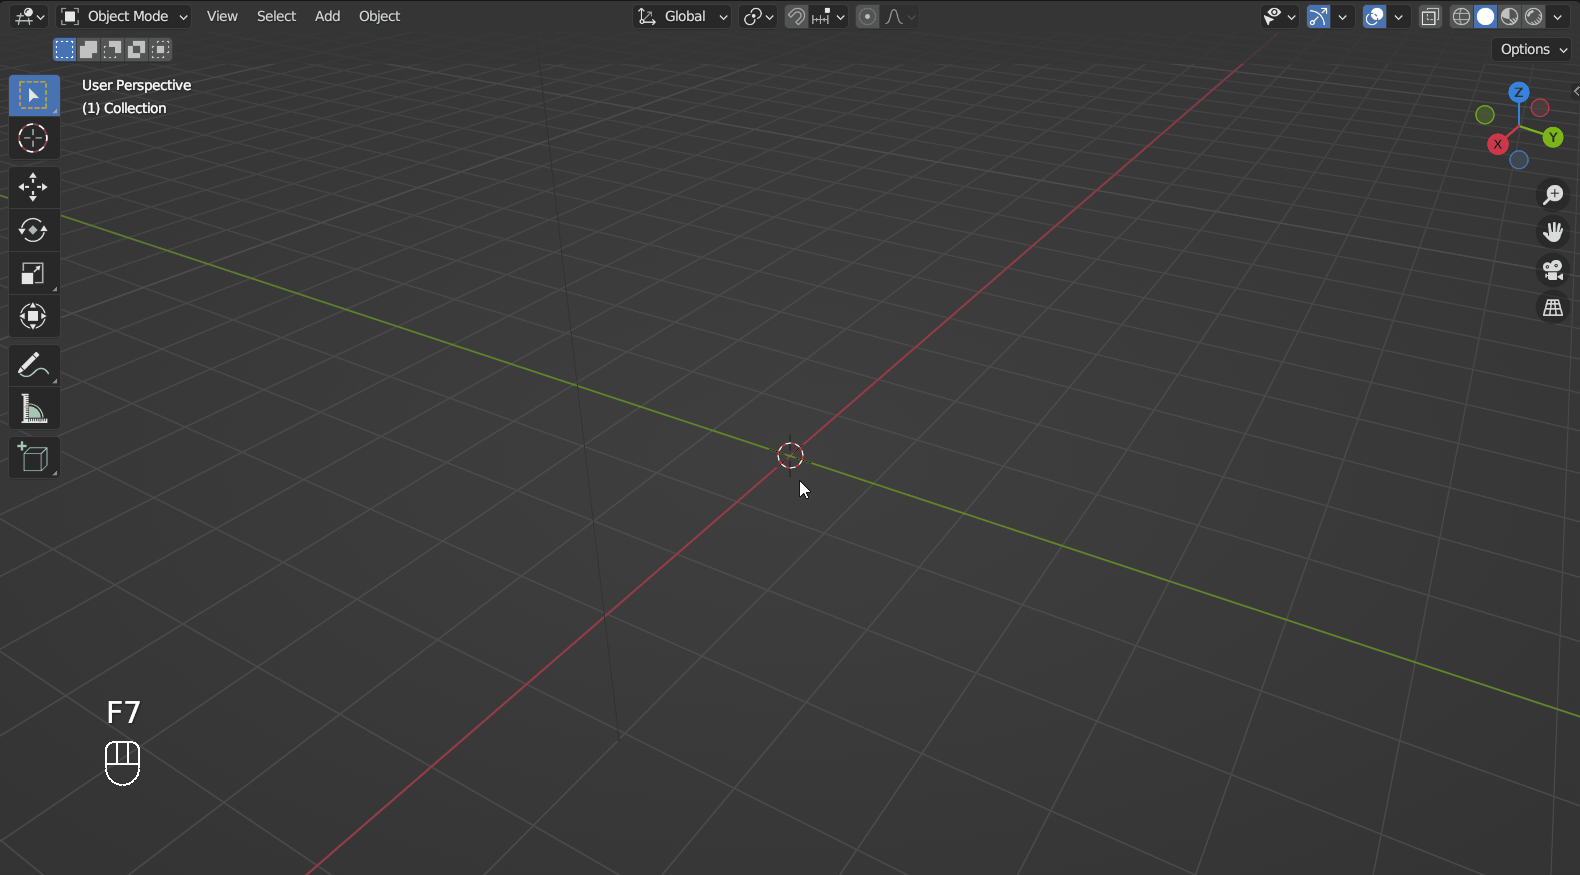 Object Mode View Select Add Object Global
Options
User Perspective
(1) Collection
Z
Y
X
F7